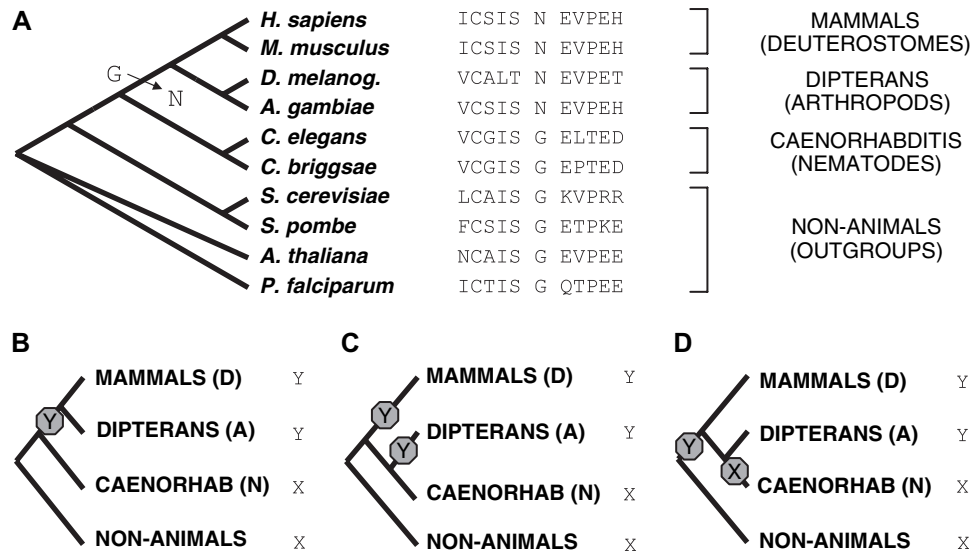 A
H. sapiens ICSIS N EVPEH
M. musculus ICSIS N EVPEH
MAMMALS
(DEUTEROSTOMES)
G
N
D. melanog. VCALT N EVPET
A. gambiae VCSIS N EVPEH
DIPTERANS
(ARTHROPODS)
C. elegans VCGIS G ELTED
C. briggsae VCGIS G EPTED
CAENORHABDITIS
(NEMATODES)
S. cerevisiae LCAIS G KVPRR
S. pombe FCSIS G ETPKE
A. thaliana NCAIS G EVPEE
P. falciparum ICTIS G QTPEE
NON-ANIMALS
(OUTGROUPS)
B
MAMMALS (D) Y
Y
DIPTERANS (A) Y
CAENORHAB (N) X
NON-ANIMALS X
C
MAMMALS (D) Y
Y
DIPTERANS (A) Y
Y
CAENORHAB (N) X
NON-ANIMALS X
D
MAMMALS (D) Y
DIPTERANS (A) Y
Y
X
CAENORHAB (N) X
NON-ANIMALS X